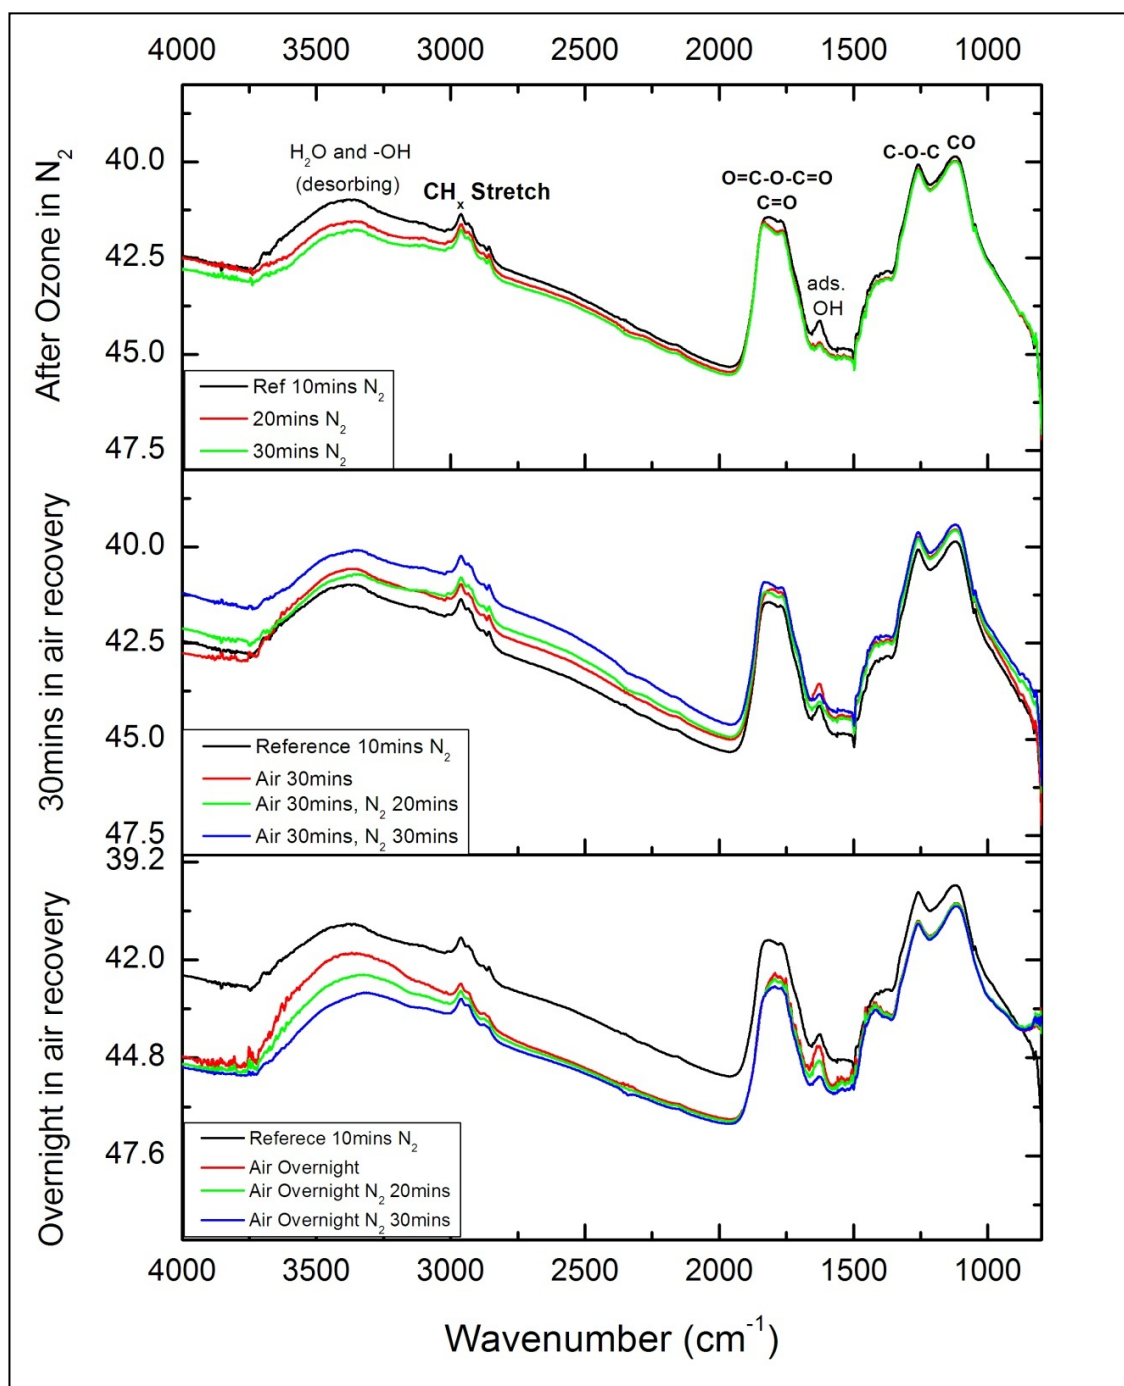 4000 3500 3000 2500 2000 1500 1000
After Ozone in N₂
40.0
42.5
45.0
47.5
H₂O and -OH
(desorbing)
CHₓ Stretch
O=C-O-C=O
C=O
ads.
OH
C-O-C
CO
Ref 10mins N₂
20mins N₂
30mins N₂
30mins in air recovery
40.0
42.5
45.0
47.5
Reference 10mins N₂
Air 30mins
Air 30mins, N₂ 20mins
Air 30mins, N₂ 30mins
Overnight in air recovery
39.2
42.0
44.8
47.6
Referece 10mins N₂
Air Overnight
Air Overnight N₂ 20mins
Air Overnight N₂ 30mins
4000 3500 3000 2500 2000 1500 1000
Wavenumber (cm⁻¹)